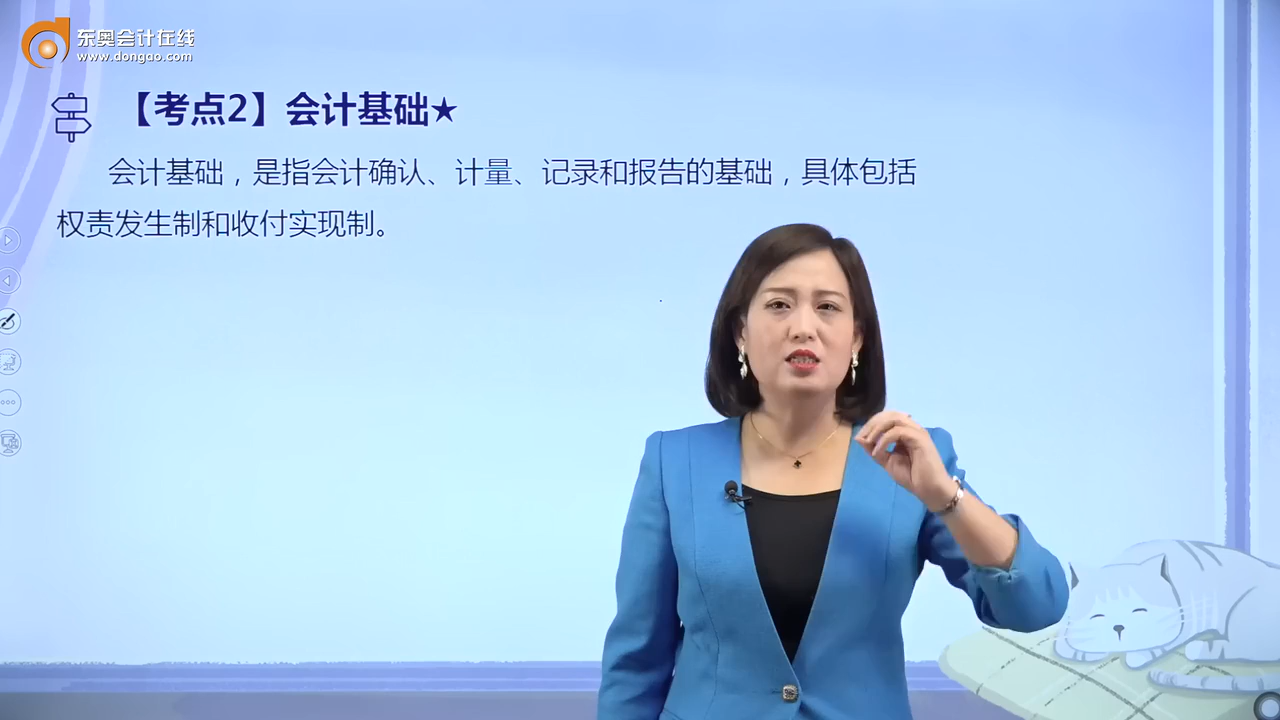 东奥会计在线
www.dongao.com
【考点2】会计基础★
会计基础，是指会计确认、计量、记录和报告的基础，具体包括
权责发生制和收付实现制。